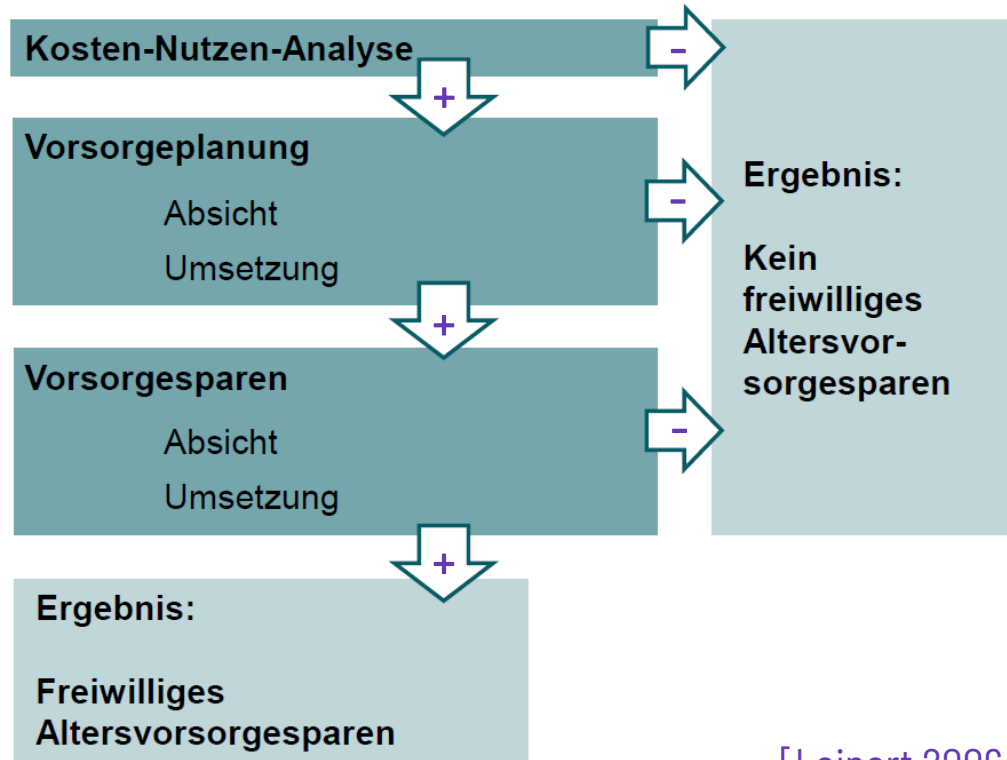 Kosten-Nutzen-Analyse
-
+
Vorsorgeplanung
Absicht
Umsetzung
-
+
Vorsorgesparen
Absicht
Umsetzung
-
+
Ergebnis:
Kein
freiwilliges
Altersvor-
sorgesparen
Ergebnis:
Freiwilliges
Altersvorsorgesparen